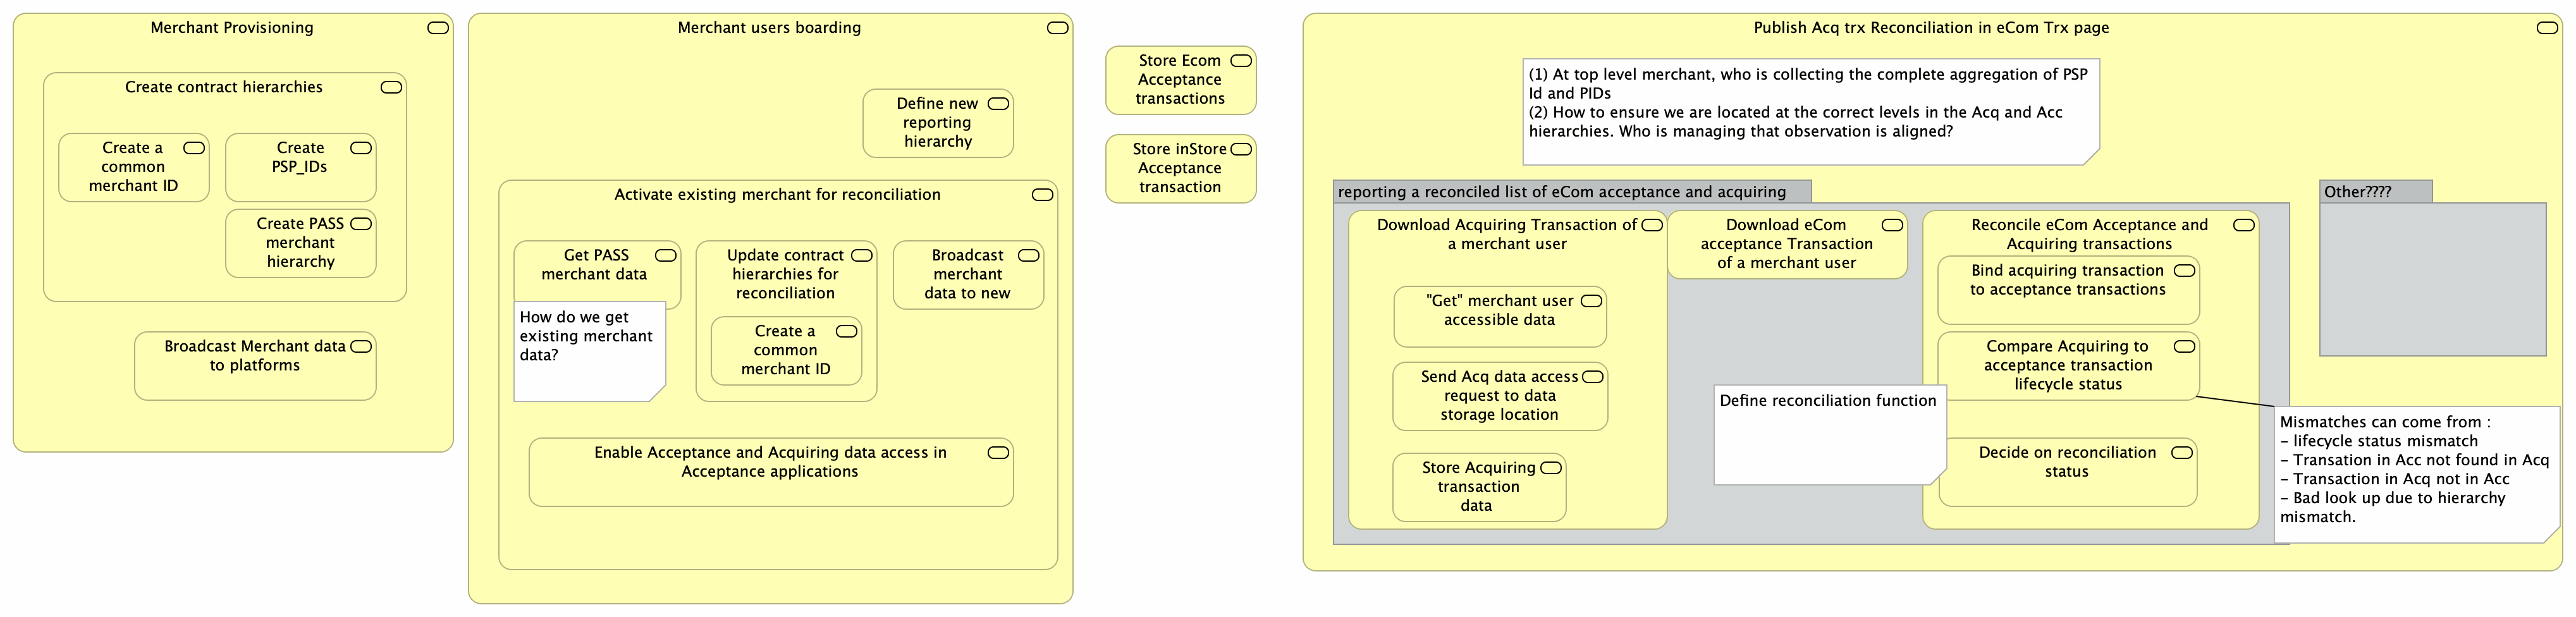 Merchant Provisioning
Create contract hierarchies
Create a
common
merchant ID
Create
PSP_IDs
Create PASS
merchant
hierarchy
Broadcast Merchant data
to platforms
Merchant users boarding
Define new
reporting
hierarchy
Activate existing merchant for reconciliation
Get PASS
merchant data
How do we get
existing merchant
data?
Update contract
hierarchies for
reconciliation
Create a
common
merchant ID
Broadcast
merchant
data to new
Enable Acceptance and Acquiring data access in
Acceptance applications
Store Ecom
Acceptance
transactions
Store inStore
Acceptance
transaction
Publish Acq trx Reconciliation in eCom Trx page
(1) At top level merchant, who is collecting the complete aggregation of PSP
Id and PIDs
(2) How to ensure we are located at the correct levels in the Acq and Acc
hierarchies. Who is managing that observation is aligned?
reporting a reconciled list of eCom acceptance and acquiring
Download Acquiring Transaction of
a merchant user
"Get" merchant user
accessible data
Send Acq data access
request to data
storage location
Store Acquiring
transaction
data
Download eCom
acceptance Transaction
of a merchant user
Define reconciliation function
Reconcile eCom Acceptance and
Acquiring transactions
Bind acquiring transaction
to acceptance transactions
Compare Acquiring to
acceptance transaction
lifecycle status
Decide on reconciliation
status
Other????
Mismatches can come from :
- lifecycle status mismatch
- Transation in Acc not found in Acq
- Transaction in Acq not in Acc
- Bad look up due to hierarchy
mismatch.